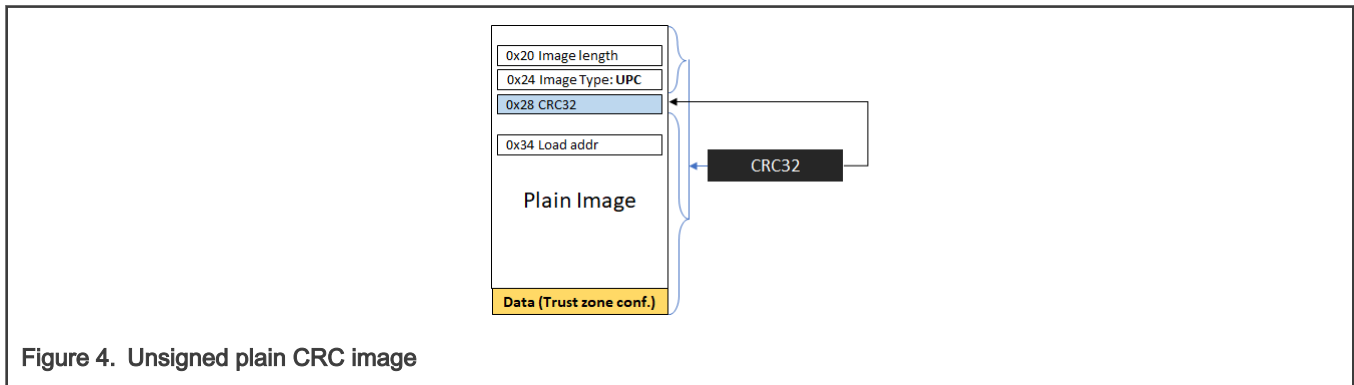 0x20 Image length
0x24 Image Type: UPC
0x28 CRC32
0x34 Load addr
CRC32
Plain Image
Data (Trust zone conf.)
Figure 4. Unsigned plain CRC image